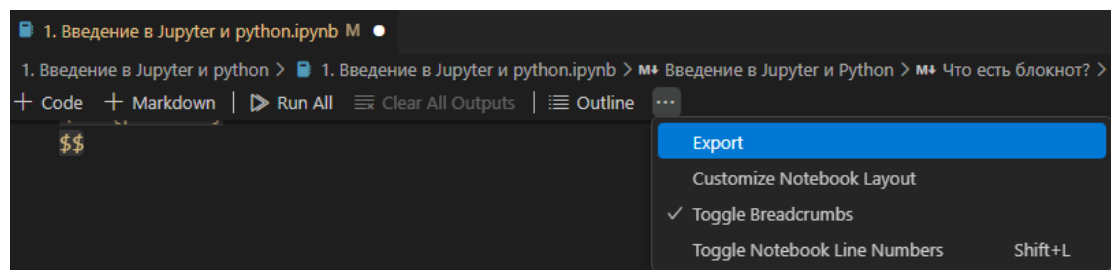 1. Введение в Jupyter и python.ipynb M
1. Введение в Jupyter и python > 1. Введение в Jupyter и python.ipynb > M↓ Введение в Jupyter и Python > M↓ Что есть блокнот? >
+ Code + Markdown | Run All Clear All Outputs | Outline ...
$$
Export
Customize Notebook Layout
✓ Toggle Breadcrumbs
Toggle Notebook Line Numbers Shift+L